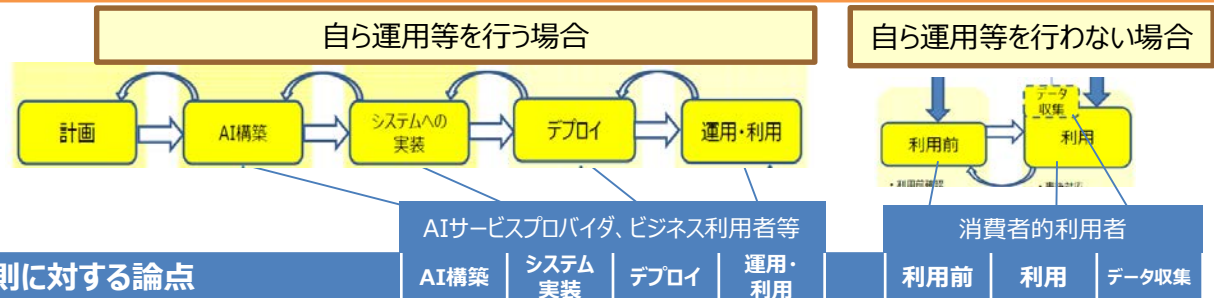 自ら運用等を行う場合
自ら運用等を行わない場合
計画
AI構築
システムへの
実装
デプロイ
運用・利用
データ
収集
利用前
利用
・利用前確認
AIサービスプロバイダ、ビジネス利用者等
消費者的利用者
則に対する論点
AI構築
システム
実装
デプロイ
運用・
利用
利用前
利用
データ収集